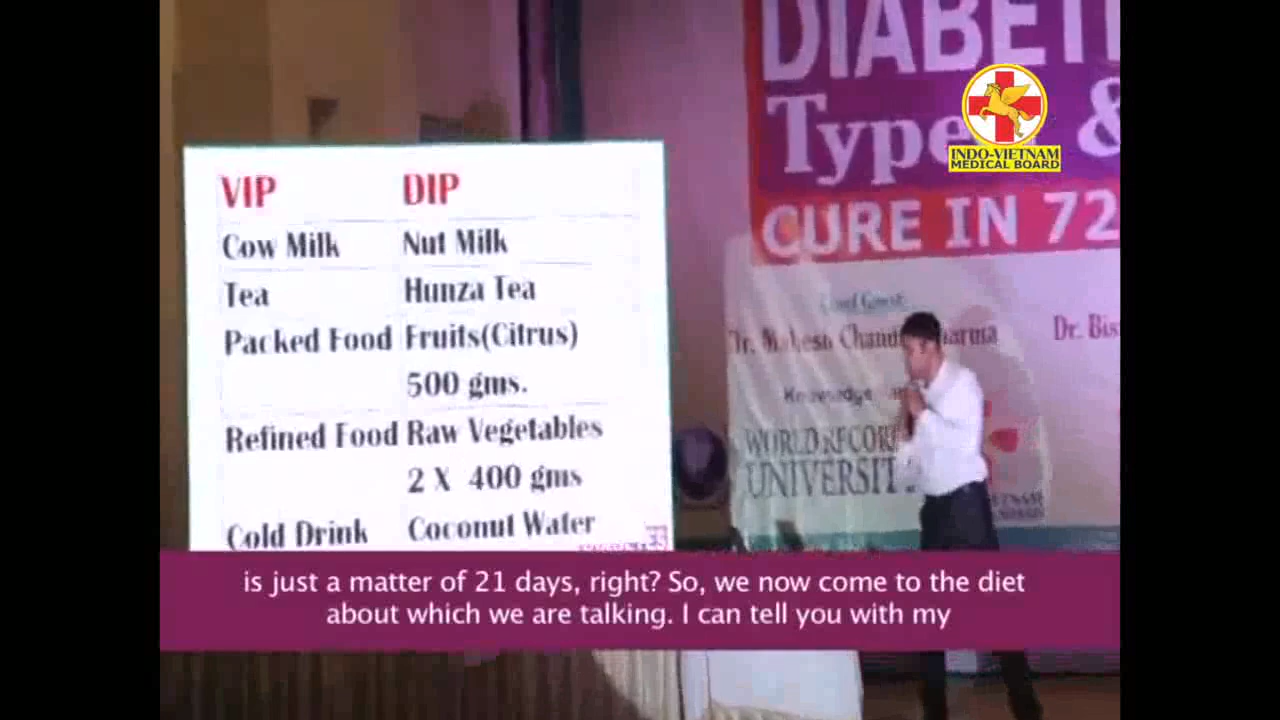 DIABETE
Type
&
CURE IN 72
INDO-VIETNAM
MEDICAL BOARD
VIP DIP
Cow Milk Nut Milk
Tea Hunza Tea
Packed Food Fruits(Citrus)
500 gms.
Refined Food Raw Vegetables
2 X 400 gms
Cold Drink Coconut Water
Dr. Bis
WORLD RECOR
UNIVERSIT
is just a matter of 21 days, right? So, we now come to the diet
about which we are talking. I can tell you with my